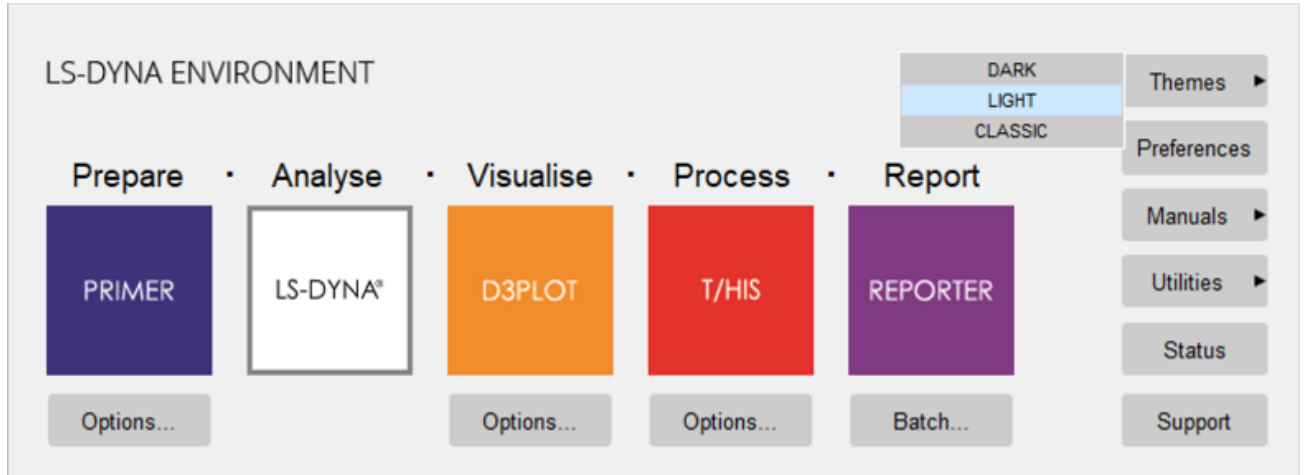 LS-DYNA ENVIRONMENT
DARK
LIGHT
CLASSIC
Themes
Preferences
Manuals
Utilities
Status
Support
Prepare · Analyse · Visualise · Process · Report
PRIMER
LS-DYNA®
D3PLOT
T/HIS
REPORTER
Options...
Options...
Options...
Batch...